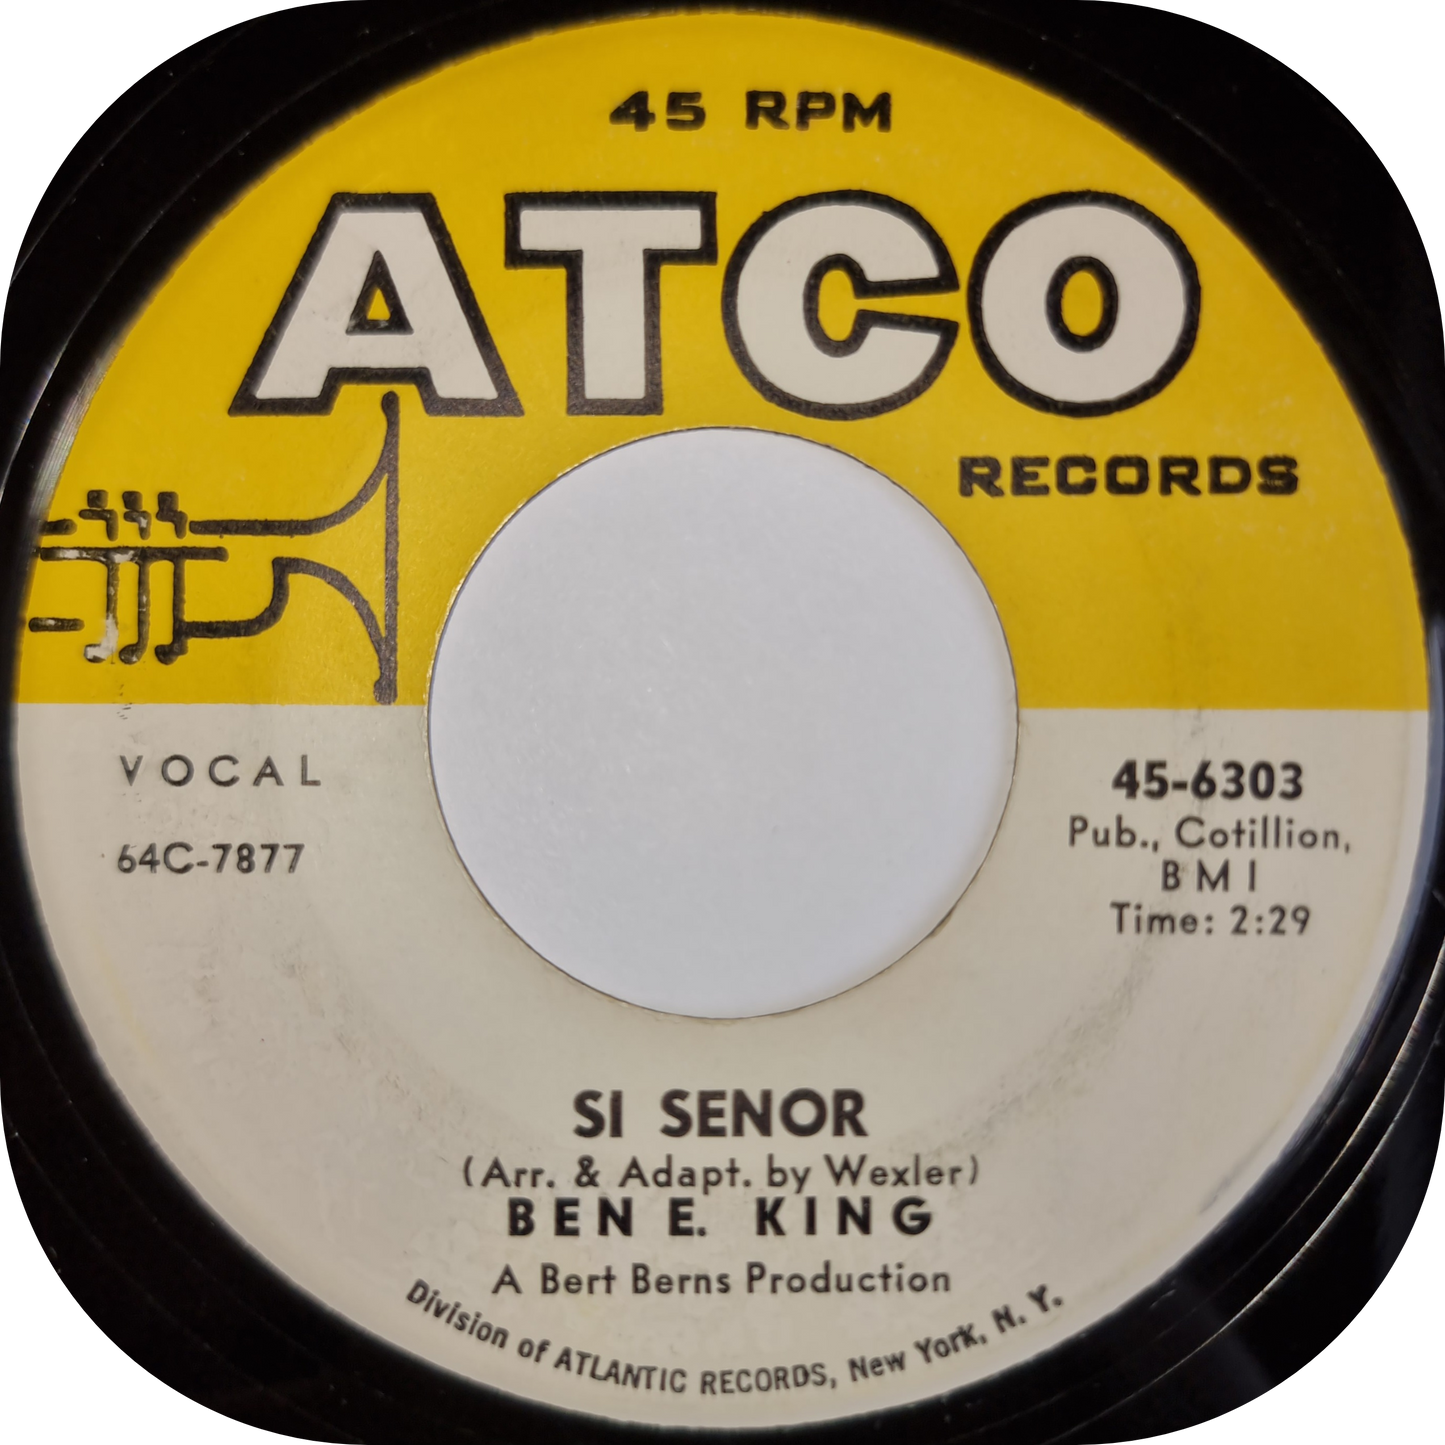 45 RPM
ATCO
RECORDS
VOCAL
64C-7877
45-6303
Pub., Cotillion,
BMI
Time: 2:29
SI SENOR
(Arr. & Adapt. by Wexler)
BEN E. KING
A Bert Berns Production
Division of ATLANTIC RECORDS, New York, N. Y.